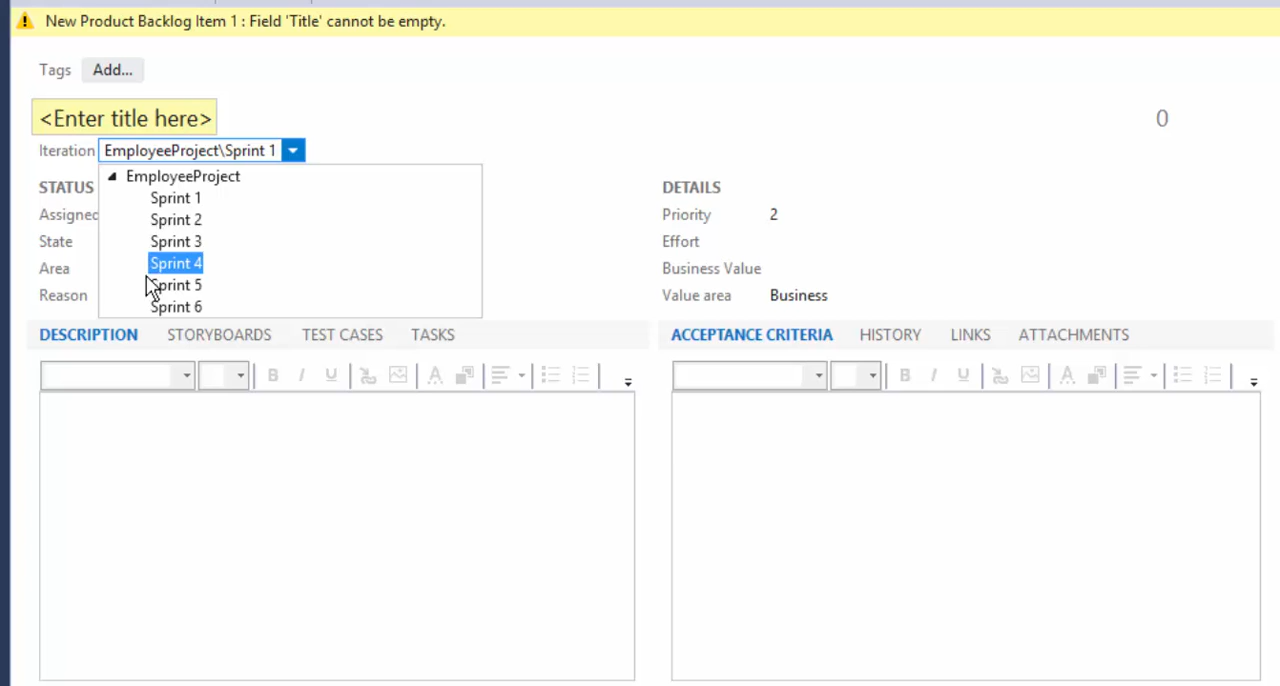 New Product Backlog Item 1 : Field 'Title' cannot be empty.
Tags Add...
<Enter title here> 0
Iteration EmployeeProject\Sprint 1
EmployeeProject
Sprint 1
Sprint 2
Sprint 3
Sprint 4
Sprint 5
Sprint 6
STATUS
Assigned
State
Area
Reason
DETAILS
Priority 2
Effort
Business Value
Value area Business
DESCRIPTION STORYBOARDS TEST CASES TASKS
ACCEPTANCE CRITERIA HISTORY LINKS ATTACHMENTS
B I U A
B I U A